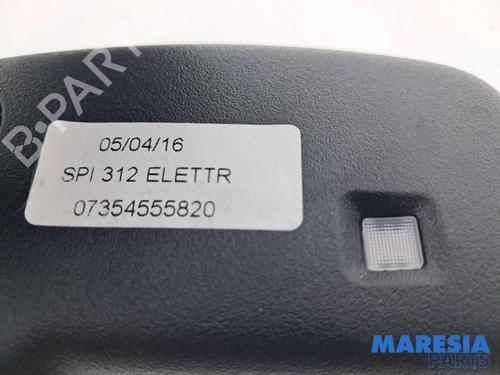 B-PARTS
05/04/16
SPI 312 ELETTR
07354555820
MARESIA
PARTS